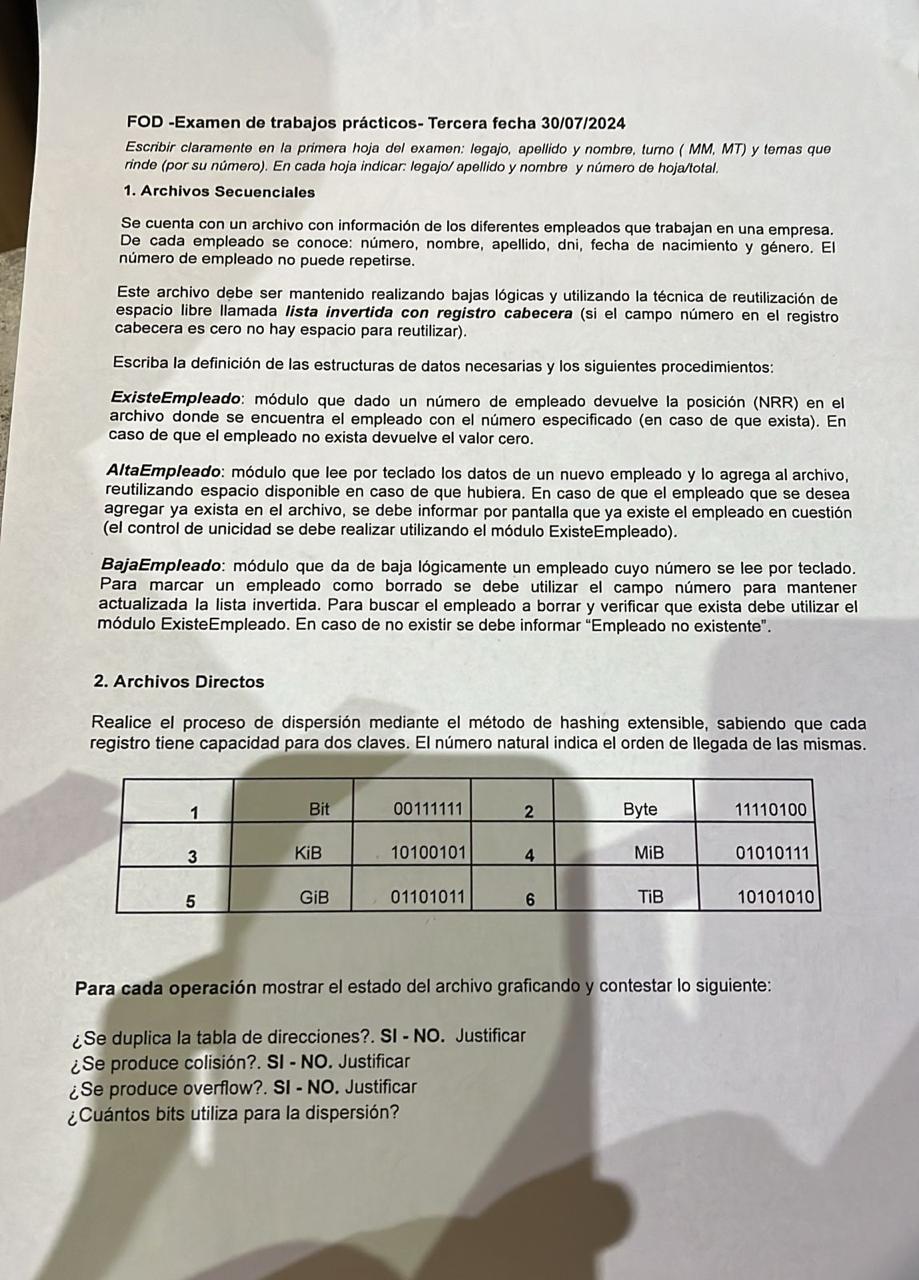 FOD -Examen de trabajos prácticos- Tercera fecha 30/07/2024
Escribir claramente en la primera hoja del examen: legajo, apellido y nombre, turno ( MM, MT) y temas que
rinde (por su número). En cada hoja indicar: legajo/ apellido y nombre y número de hoja/total.
1. Archivos Secuenciales
Se cuenta con un archivo con información de los diferentes empleados que trabajan en una empresa.
De cada empleado se conoce: número, nombre, apellido, dni, fecha de nacimiento y género. El
número de empleado no puede repetirse.
Este archivo debe ser mantenido realizando bajas lógicas y utilizando la técnica de reutilización de
espacio libre llamada lista invertida con registro cabecera (si el campo número en el registro
cabecera es cero no hay espacio para reutilizar).
Escriba la definición de las estructuras de datos necesarias y los siguientes procedimientos:
ExisteEmpleado: módulo que dado un número de empleado devuelve la posición (NRR) en el
archivo donde se encuentra el empleado con el número especificado (en caso de que exista). En
caso de que el empleado no exista devuelve el valor cero.
AltaEmpleado: módulo que lee por teclado los datos de un nuevo empleado y lo agrega al archivo,
reutilizando espacio disponible en caso de que hubiera. En caso de que el empleado que se desea
agregar ya exista en el archivo, se debe informar por pantalla que ya existe el empleado en cuestión
(el control de unicidad se debe realizar utilizando el módulo ExisteEmpleado).
BajaEmpleado: módulo que da de baja lógicamente un empleado cuyo número se lee por teclado.
Para marcar un empleado como borrado se debe utilizar el campo número para mantener
actualizada la lista invertida. Para buscar el empleado a borrar y verificar que exista debe utilizar el
módulo ExisteEmpleado. En caso de no existir se debe informar “Empleado no existente”.
2. Archivos Directos
Realice el proceso de dispersión mediante el método de hashing extensible, sabiendo que cada
registro tiene capacidad para dos claves. El número natural indica el orden de llegada de las mismas.
1 Bit 00111111 2 Byte 11110100
3 KiB 10100101 4 MiB 01010111
5 GiB 01101011 6 TiB 10101010
Para cada operación mostrar el estado del archivo graficando y contestar lo siguiente:
¿Se duplica la tabla de direcciones?. SI - NO. Justificar
¿Se produce colisión?. SI - NO. Justificar
¿Se produce overflow?. SI - NO. Justificar
¿Cuántos bits utiliza para la dispersión?